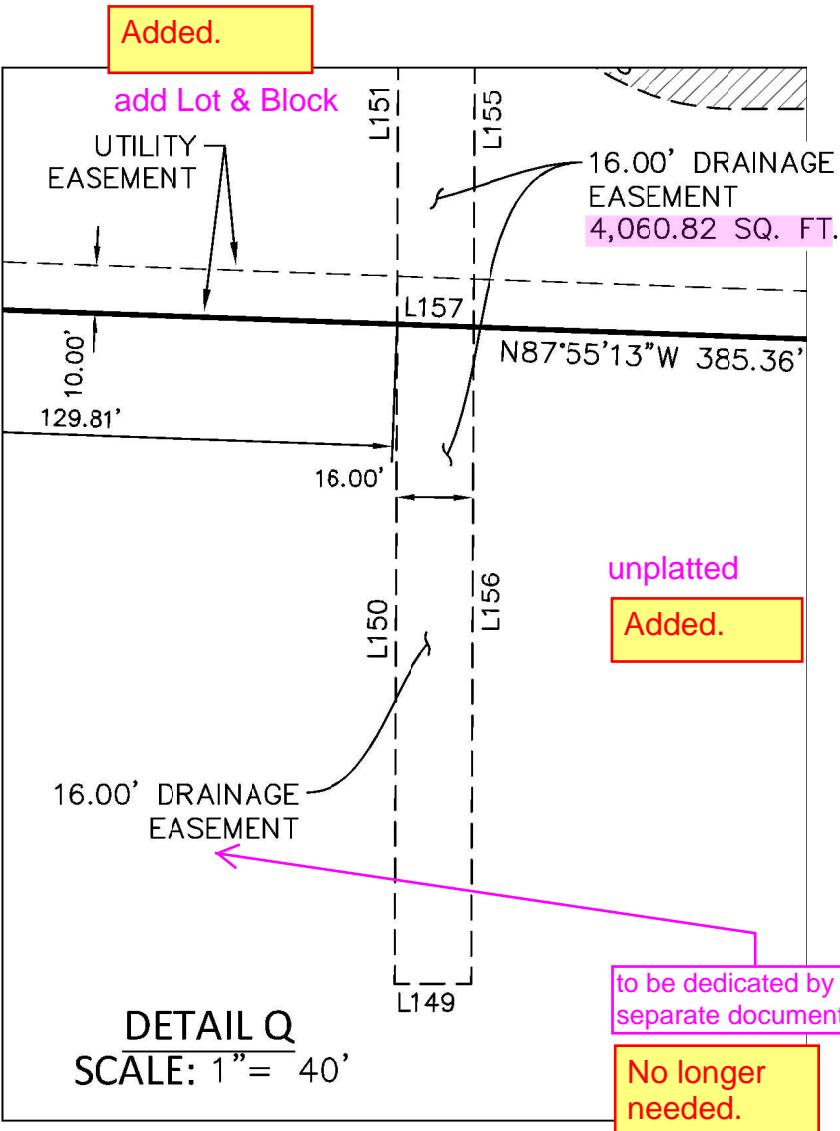 Added.
add Lot & Block
UTILITY
EASEMENT
L151
L155
16.00' DRAINAGE
EASEMENT
4,060.82 SQ. FT.
L157
N87°55'13"W 385.36'
10.00'
129.81'
16.00'
unplatted
Added.
L150
L156
16.00' DRAINAGE
EASEMENT
to be dedicated by
separate document
L149
DETAIL Q
SCALE: 1"= 40'
No longer
needed.